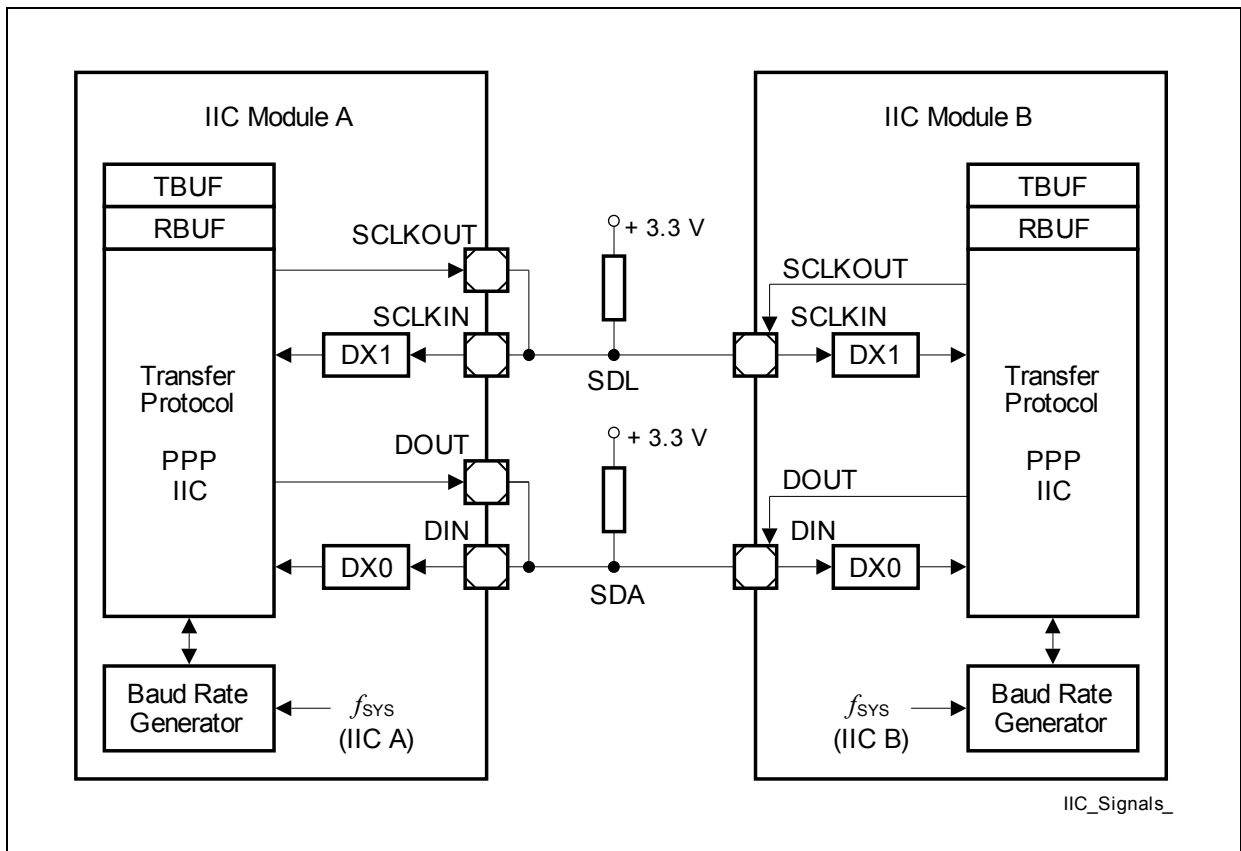 IIC Module A
TBUF
RBUF
SCLKOUT
SCLKIN
DX1
Transfer
Protocol
PPP
IIC
DOUT
DIN
DX0
Baud Rate
Generator
fSYS
(IIC A)
+ 3.3 V
SDL
+ 3.3 V
SDA
IIC Module B
TBUF
RBUF
SCLKOUT
SCLKIN
DX1
Transfer
Protocol
PPP
IIC
DOUT
DIN
DX0
fSYS
(IIC B)
Baud Rate
Generator
IIC_Signals_